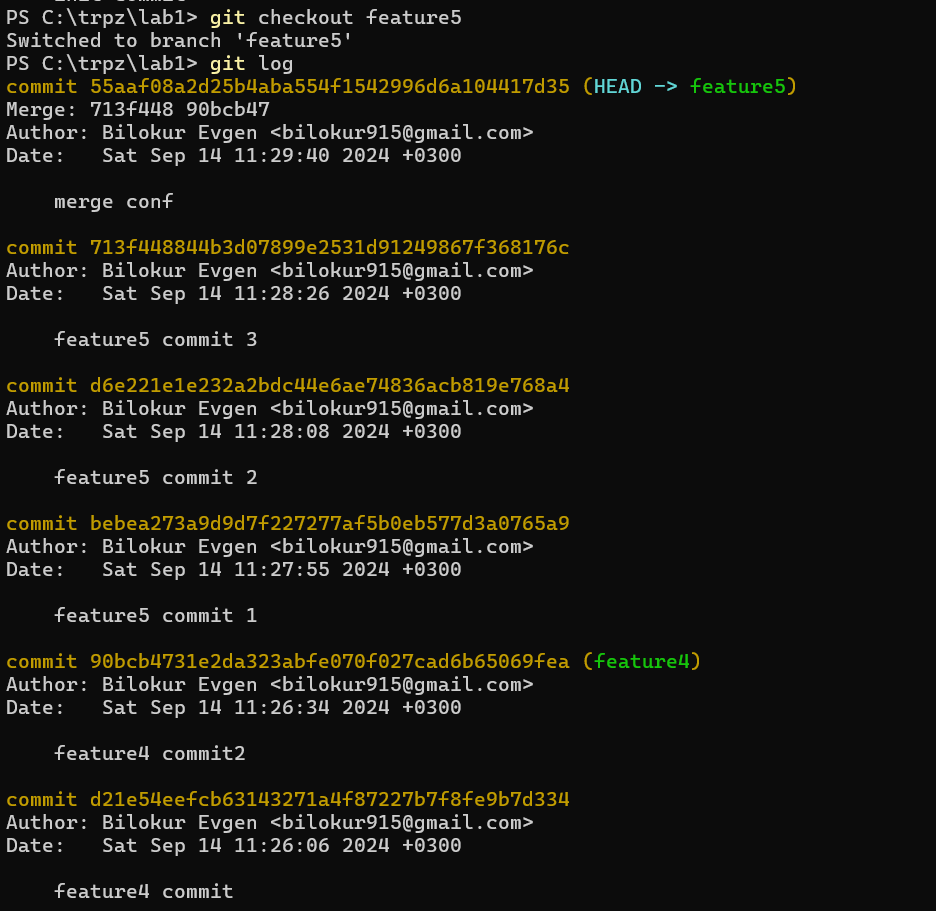 PS C:\trpz\lab1> git checkout feature5
Switched to branch 'feature5'
PS C:\trpz\lab1> git log
commit 55aaf08a2d25b4aba554f1542996d6a104417d35 (HEAD -> feature5)
Merge: 713f448 90bcb47
Author: Bilokur Evgen <bilokur915@gmail.com>
Date:   Sat Sep 14 11:29:40 2024 +0300
    merge conf
commit 713f448844b3d07899e2531d91249867f368176c
Author: Bilokur Evgen <bilokur915@gmail.com>
Date:   Sat Sep 14 11:28:26 2024 +0300
    feature5 commit 3
commit d6e221e1e232a2bdc44e6ae74836acb819e768a4
Author: Bilokur Evgen <bilokur915@gmail.com>
Date:   Sat Sep 14 11:28:08 2024 +0300
    feature5 commit 2
commit bebea273a9d9d7f227277af5b0eb577d3a0765a9
Author: Bilokur Evgen <bilokur915@gmail.com>
Date:   Sat Sep 14 11:27:55 2024 +0300
    feature5 commit 1
commit 90bcb4731e2da323abfe070f027cad6b65069fea (feature4)
Author: Bilokur Evgen <bilokur915@gmail.com>
Date:   Sat Sep 14 11:26:34 2024 +0300
    feature4 commit2
commit d21e54eefcb63143271a4f87227b7f8fe9b7d334
Author: Bilokur Evgen <bilokur915@gmail.com>
Date:   Sat Sep 14 11:26:06 2024 +0300
    feature4 commit